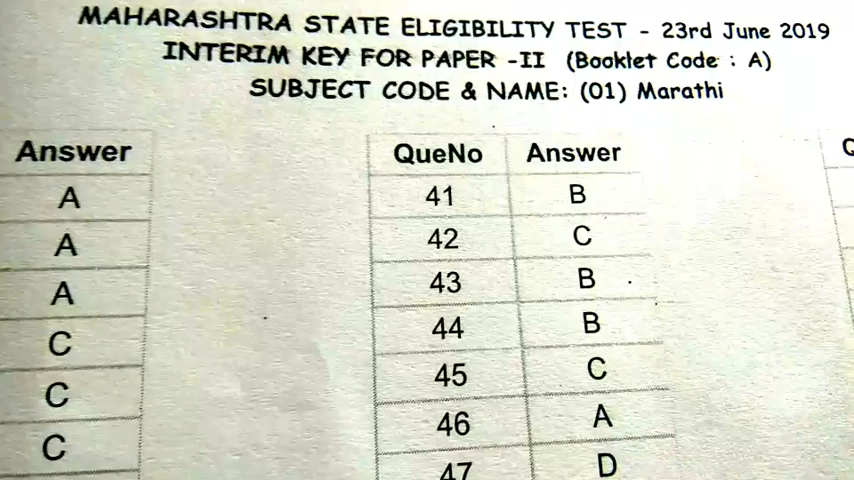 MAHARASHTRA STATE ELIGIBILITY TEST - 23rd June 2019
INTERIM KEY FOR PAPER -II (Booklet Code : A)
SUBJECT CODE & NAME: (01) Marathi
Answer
A
A
A
C
C
C
QueNo Answer
41 B
42 C
43 B
44 B
45 C
46 A
47 D